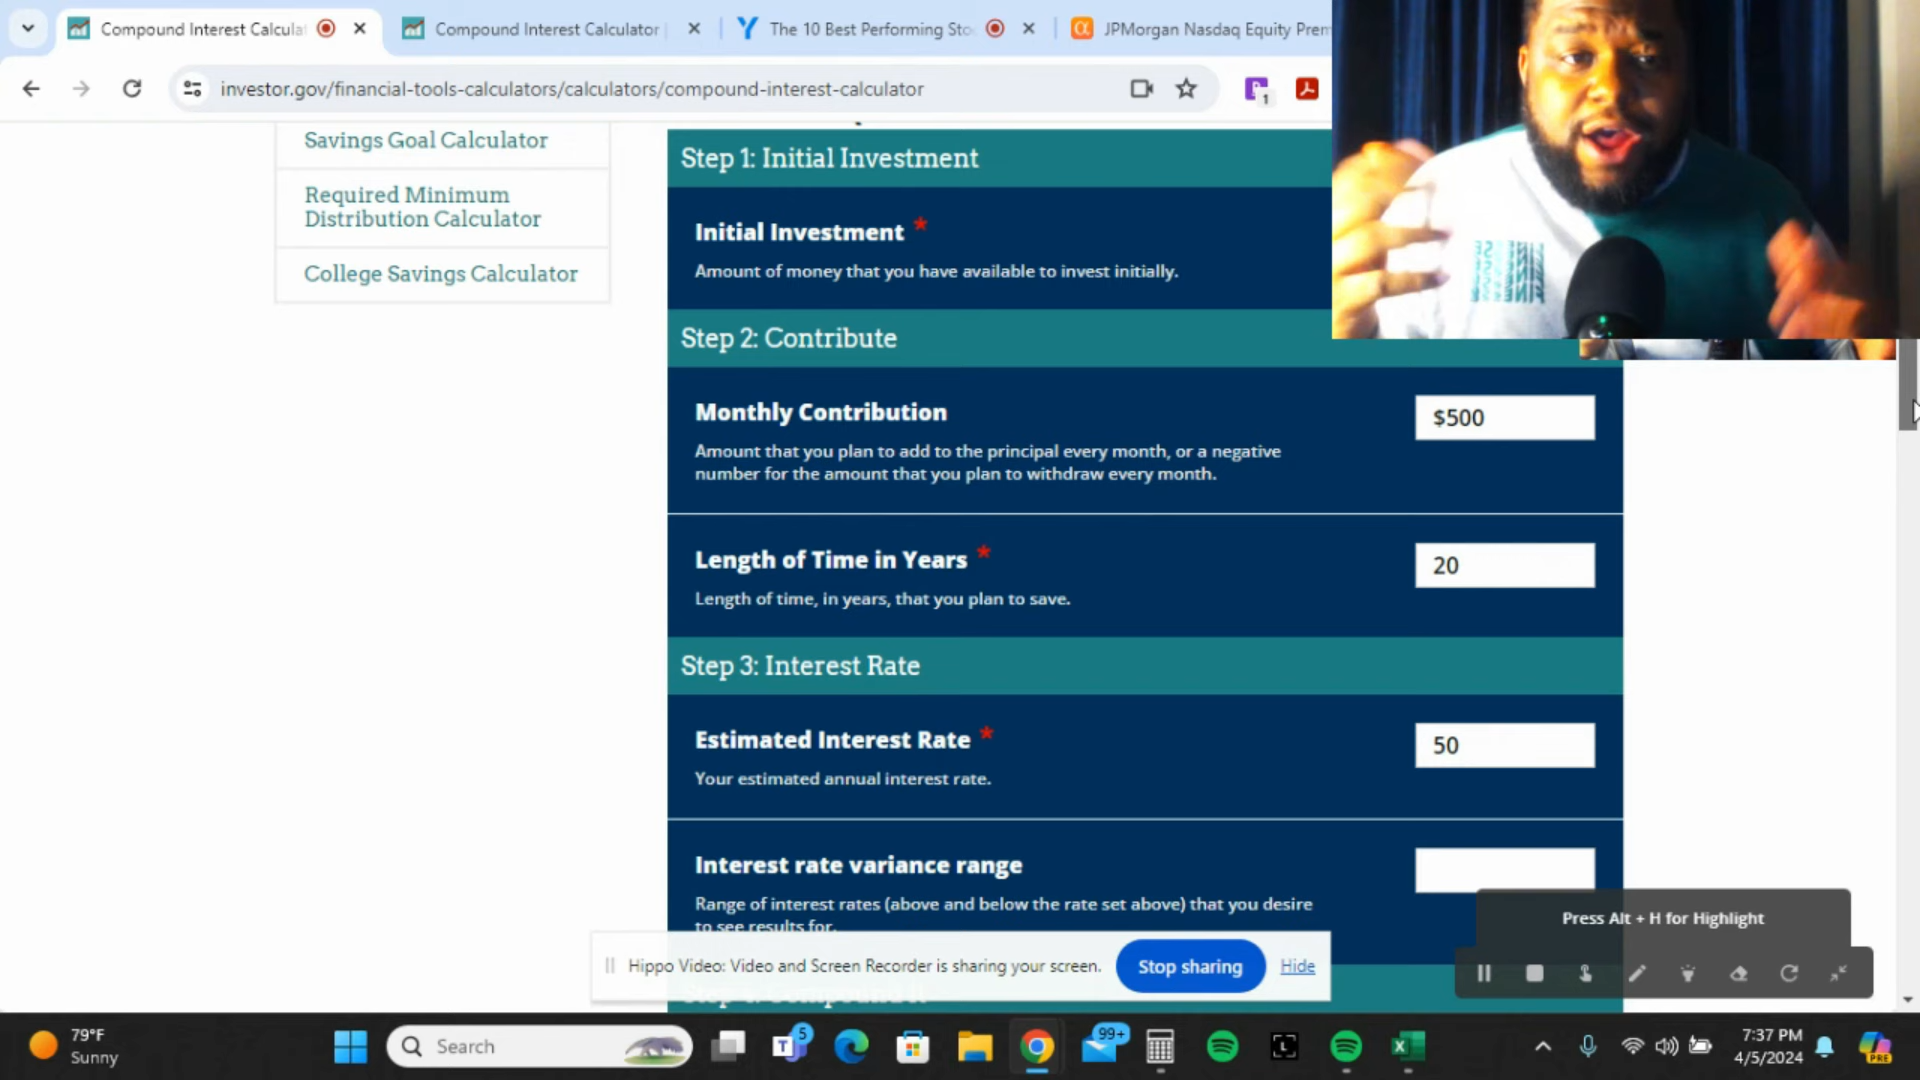 Compound Interest Calcula
Compound Interest Calculator
The 10 Best Performing Sto
JPMorgan Nasdaq Equity Prem
investor.gov/financial-tools-calculators/calculators/compound-interest-calculator
1
Savings Goal Calculator
Required Minimum
Distribution Calculator
College Savings Calculator
Step 1: Initial Investment
Initial Investment *
Amount of money that you have available to invest initially.
Step 2: Contribute
Monthly Contribution
$500
Amount that you plan to add to the principal every month, or a negative
number for the amount that you plan to withdraw every month.
Length of Time in Years *
20
Length of time, in years, that you plan to save.
Step 3: Interest Rate
Estimated Interest Rate *
50
Your estimated annual interest rate.
Interest rate variance range
Range of interest rates (above and below the rate set above) that you desire
to see results for.
Press Alt + H for Highlight
Hippo Video: Video and Screen Recorder is sharing your screen.
Stop sharing
Hide
79°F
Sunny
Search
5
99+
7:37 PM
4/5/2024
PRE